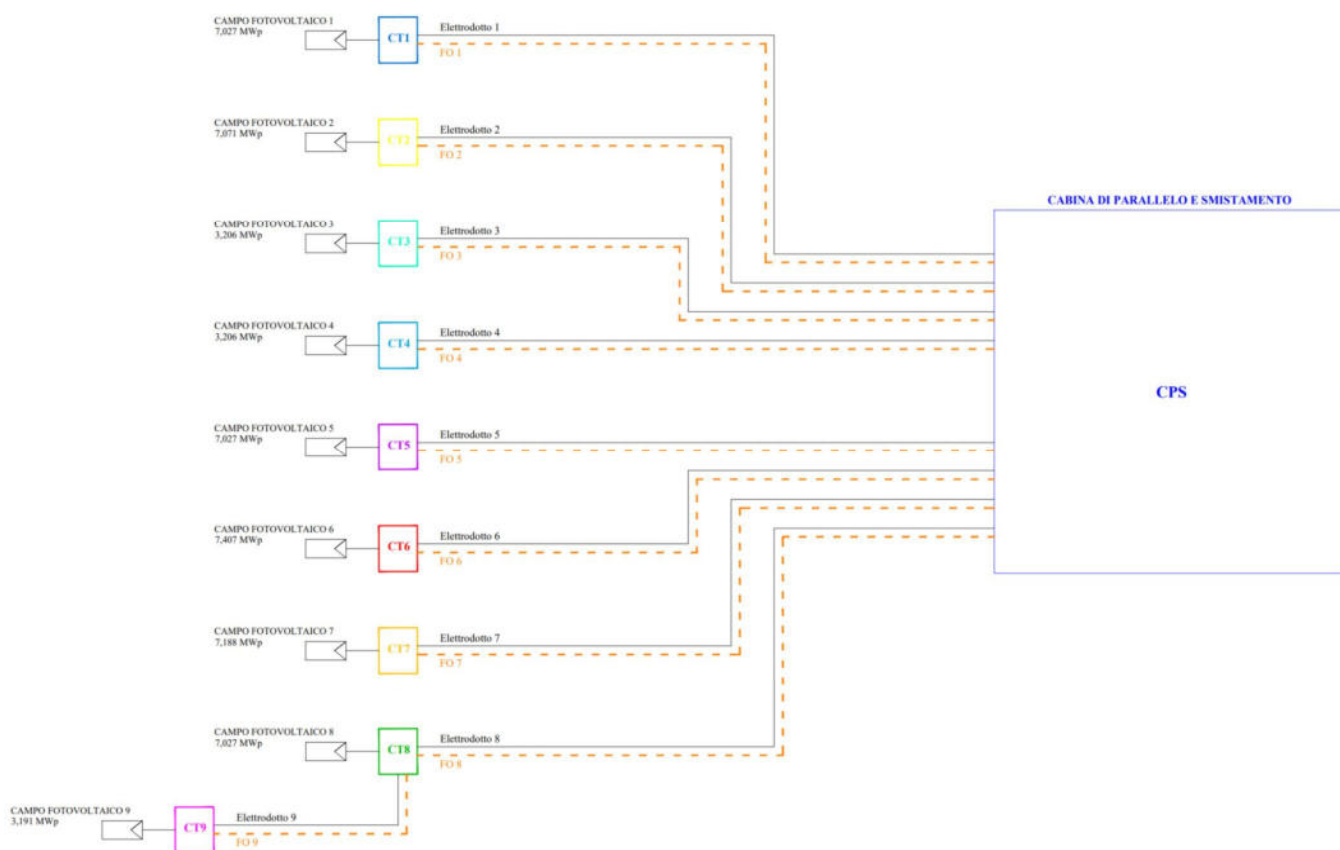 CAMPO FOTOVOLTAICO 1
7,027 MWp
CT1
Elettrodotto 1
FO 1
CAMPO FOTOVOLTAICO 2
7,071 MWp
CT2
Elettrodotto 2
FO 2
CABINA DI PARALLELO E SMISTAMENTO
CAMPO FOTOVOLTAICO 3
3,206 MWp
CT3
Elettrodotto 3
FO 3
CAMPO FOTOVOLTAICO 4
3,206 MWp
CT4
Elettrodotto 4
FO 4
CPS
CAMPO FOTOVOLTAICO 5
7,027 MWp
CT5
Elettrodotto 5
FO 5
CAMPO FOTOVOLTAICO 6
7,407 MWp
CT6
Elettrodotto 6
FO 6
CAMPO FOTOVOLTAICO 7
7,188 MWp
CT7
Elettrodotto 7
FO 7
CAMPO FOTOVOLTAICO 8
7,027 MWp
CT8
Elettrodotto 8
FO 8
CAMPO FOTOVOLTAICO 9
3,191 MWp
CT9
Elettrodotto 9
FO 9